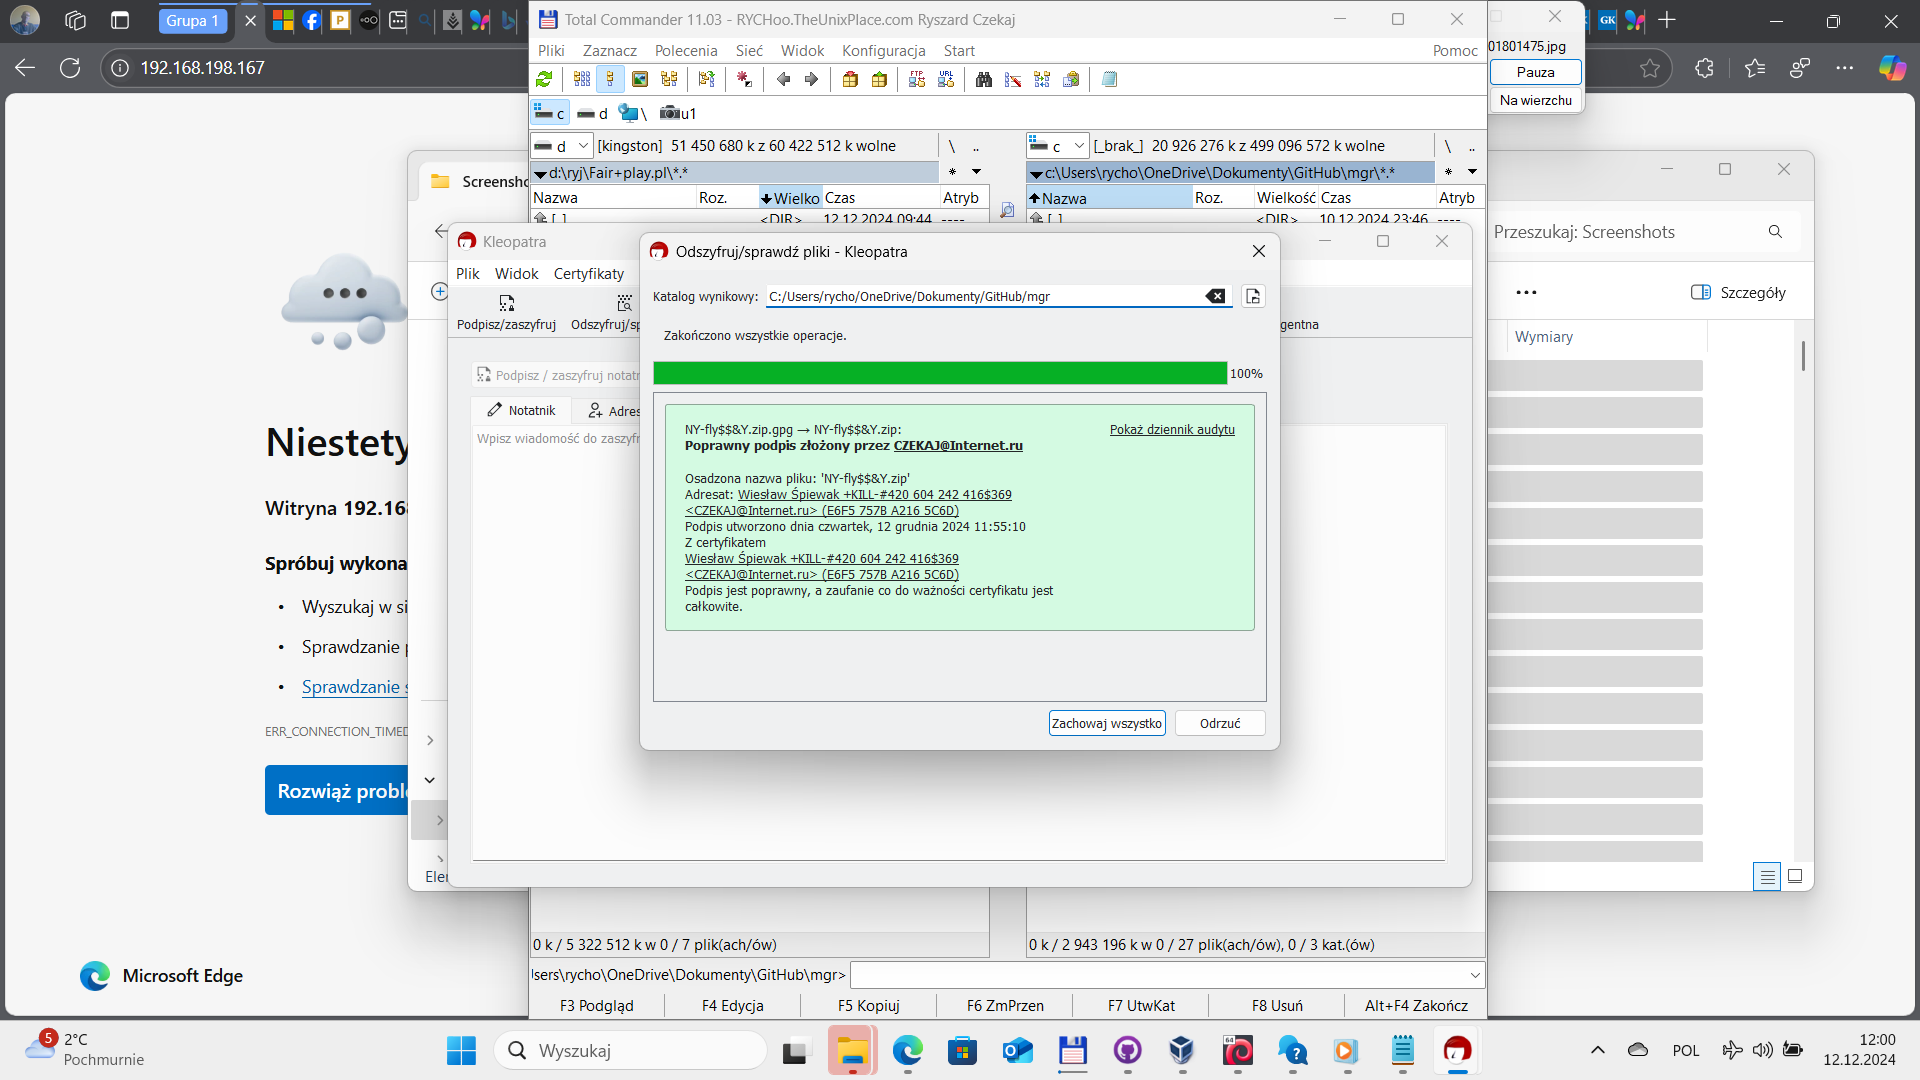 Grupa 1
Total Commander 11.03 - RYCHoo.TheUnixPlace.com Ryszard Czekaj
192.168.198.167
01801475.jpg
Pauza
Na wierzchu
Pliki Zaznacz Polecenia Sieć Widok Konfiguracja Start Pomoc
c d \ u1
d [kingston] 51 450 680 k z 60 422 512 k wolne \ ..
c [_brak_] 20 926 276 k z 499 096 572 k wolne \ ..
d:\ryj\Fair+play.pl\*.* * 
c:\Users\rycho\OneDrive\Dokumenty\GitHub\mgr\*.* *
Nazwa Roz. Wielko Czas Atryb
Nazwa Roz. Wielkość Czas Atryb
[..] <DIR> 12.12.2024 09:44 ----
[..] <DIR> 10.12.2024 23:46 ----
Screensho
Przeszukaj: Screenshots
Szczegóły
Wymiary
Kleopatra
Plik Widok Certyfikaty
Podpisz/zaszyfruj Odszyfruj/sp
gentna
Podpisz / zaszyfruj notatn
Notatnik Adres
Wpisz wiadomość do zaszyfr
Odszyfruj/sprawdź pliki - Kleopatra
Katalog wynikowy: C:/Users/rycho/OneDrive/Dokumenty/GitHub/mgr
Zakończono wszystkie operacje.
100%
NY-fly$$&Y.zip.gpg → NY-fly$$&Y.zip: Pokaż dziennik audytu
Poprawny podpis złożony przez CZEKAJ@Internet.ru
Osadzona nazwa pliku: 'NY-fly$$&Y.zip'
Adresat: Wiesław Śpiewak +KILL-#420 604 242 416$369
<CZEKAJ@Internet.ru> (E6F5 757B A216 5C6D)
Podpis utworzono dnia czwartek, 12 grudnia 2024 11:55:10
Z certyfikatem
Wiesław Śpiewak +KILL-#420 604 242 416$369
<CZEKAJ@Internet.ru> (E6F5 757B A216 5C6D)
Podpis jest poprawny, a zaufanie co do ważności certyfikatu jest
całkowite.
Zachowaj wszystko Odrzuć
Niestety
Witryna 192.168
Spróbuj wykona
• Wyszukaj w si
• Sprawdzanie p
• Sprawdzanie s
ERR_CONNECTION_TIMED
Rozwiąż proble
Eler
Microsoft Edge
0 k / 5 322 512 k w 0 / 7 plik(ach/ów)
0 k / 2 943 196 k w 0 / 27 plik(ach/ów), 0 / 3 kat.(ów)
Jsers\rycho\OneDrive\Dokumenty\GitHub\mgr>
F3 Podgląd F4 Edycja F5 Kopiuj F6 ZmPrzen F7 UtwKat F8 Usuń Alt+F4 Zakończ
5
2°C
Pochmurnie
Wyszukaj
POL
12:00
12.12.2024